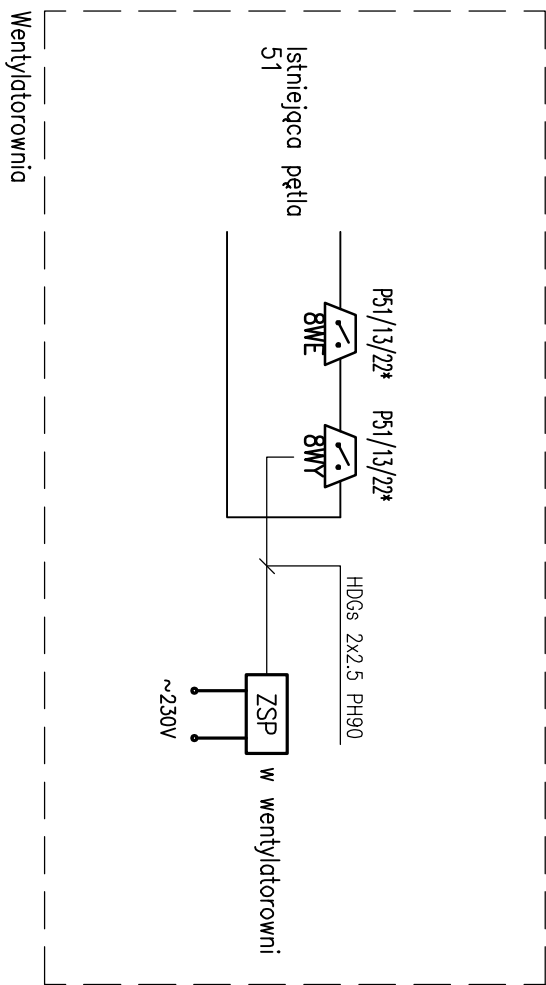 Istniejąca pętla
51
P51/13/22*
8WE
P51/13/22*
8WY
HDGs 2x2.5 PH90
ZSP
~230V
w wentylatorowni
Wentylatorownia